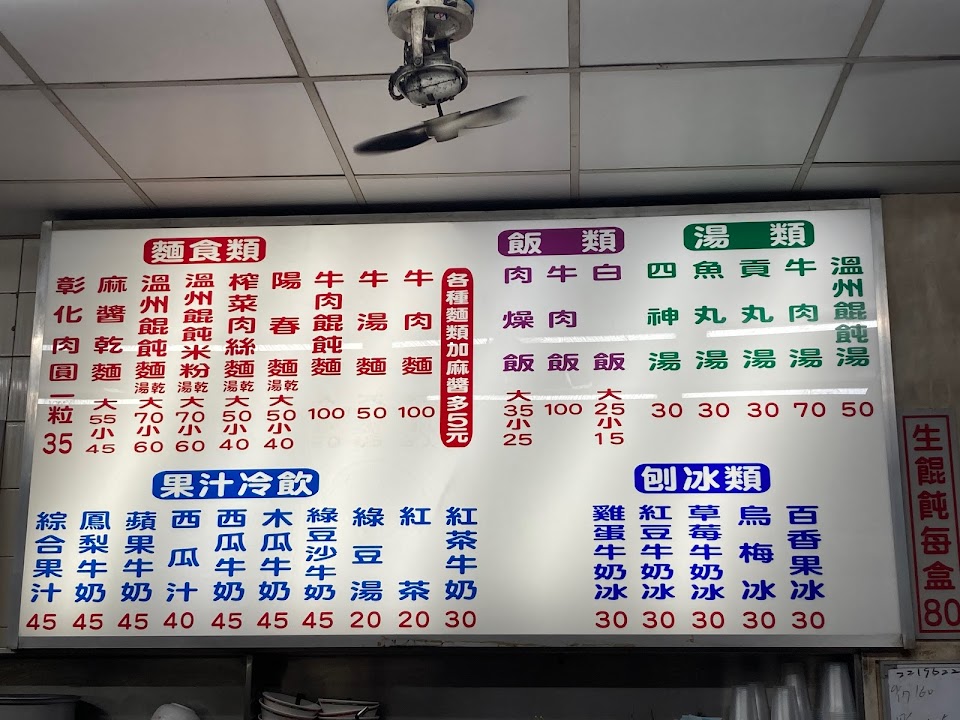 麵食類
彰化肉圓一粒 35
麻醬乾麵 大55 小45
溫州餛飩麵 湯乾 大70 小60
溫州餛飩米粉 湯乾 大70 小60
榨菜肉絲麵 湯乾 大50 小40
陽春麵 湯乾 大50 小40
牛肉餛飩麵 100
牛湯麵 50
牛肉麵 100
各種麵類加麻醬多5元
飯類
肉燥飯 大35 小25
牛肉飯 100
白飯 大25 小15
湯類
四神湯 30
魚丸湯 30
貢丸湯 30
牛肉湯 70
溫州餛飩湯 50
果汁冷飲
綜合果汁 45
鳳梨牛奶 45
蘋果牛奶 45
西瓜汁 40
西瓜牛奶 45
木瓜牛奶 45
綠豆沙牛奶 45
綠豆湯 20
紅茶 20
紅茶牛奶 30
刨冰類
雞蛋牛奶冰 30
紅豆牛奶冰 30
草莓牛奶冰 30
烏梅冰 30
百香果冰 30
生餛飩每盒80